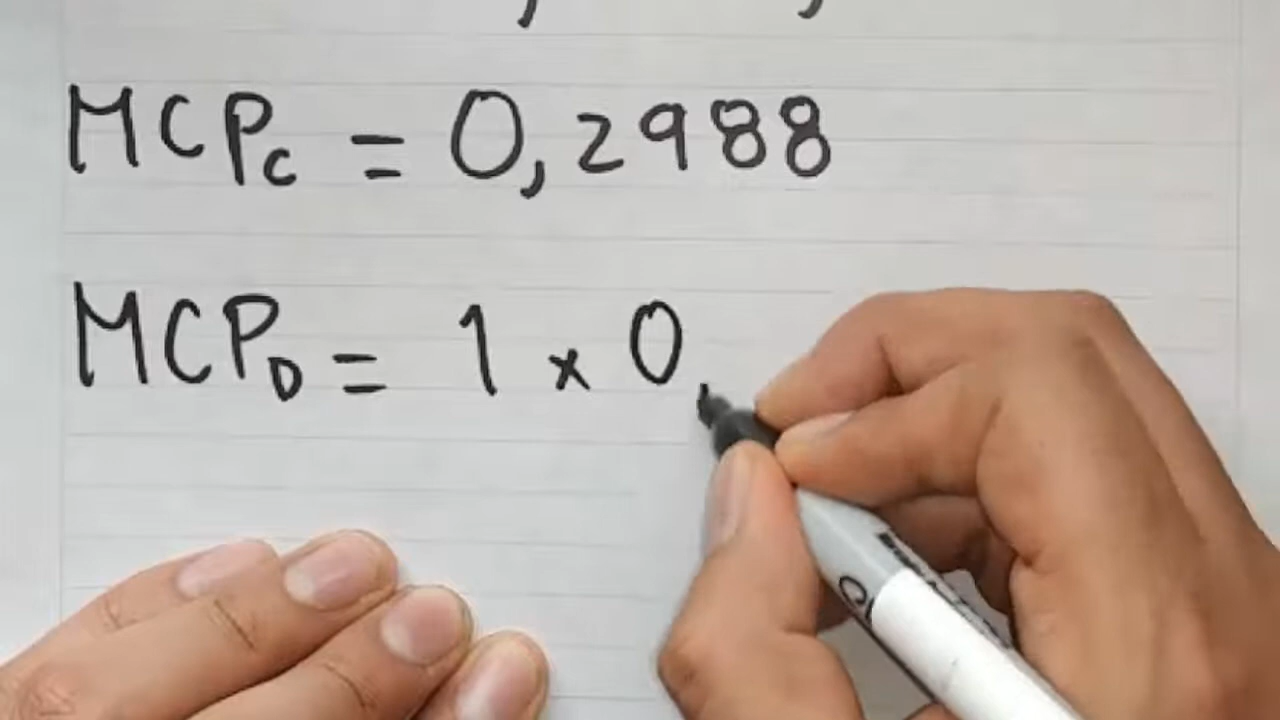 MCPC = 0,2988
MCPD = 1 x 0,